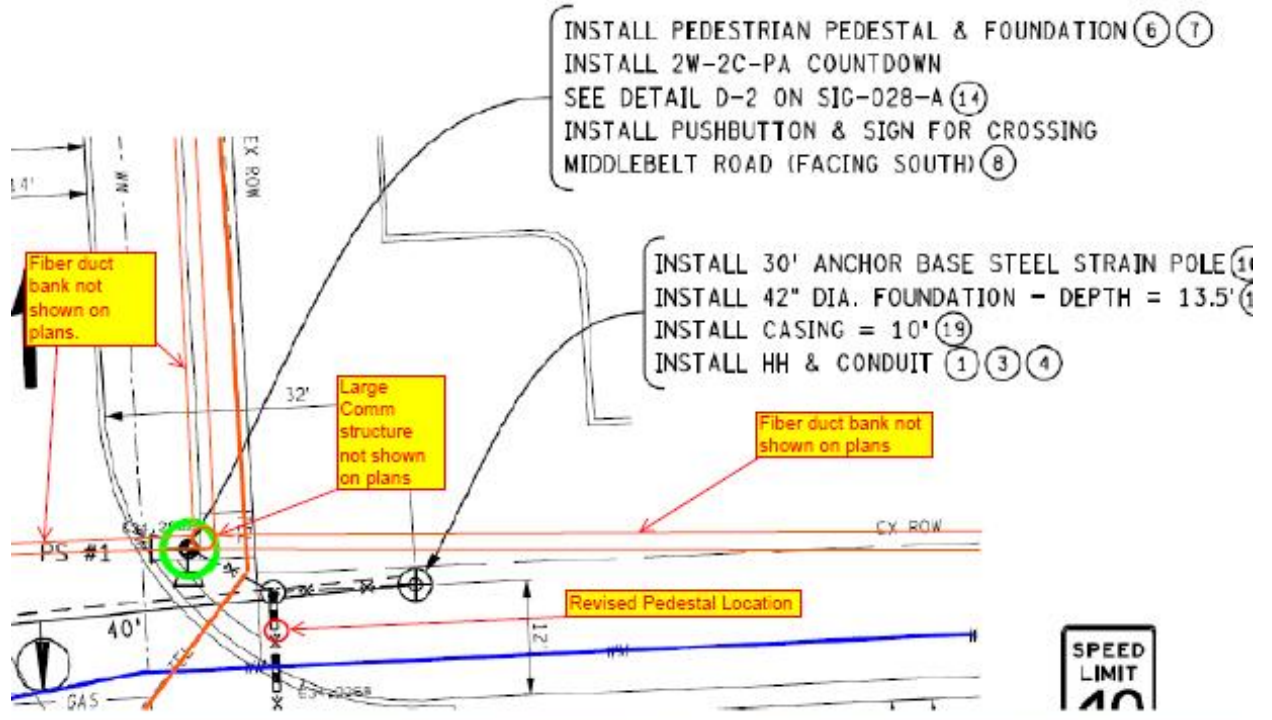 INSTALL PEDESTRIAN PEDESTAL & FOUNDATION 6 7
INSTALL 2W-2C-PA COUNTDOWN
SEE DETAIL D-2 ON SIG-028-A 14
INSTALL PUSHBUTTON & SIGN FOR CROSSING
MIDDLEBELT ROAD (FACING SOUTH) 8
EX ROW
WN
14'
INSTALL 30' ANCHOR BASE STEEL STRAIN POLE
INSTALL 42" DIA. FOUNDATION - DEPTH = 13.5'
INSTALL CASING = 10' 19
INSTALL HH & CONDUIT 1 3 4
Fiber duct
bank not
shown on
plans.
32'
Large
Comm
structure
not shown
on plans
Fiber duct bank not
shown on plans
EX ROW
PS #1
Revised Pedestal Location
40'
12'
TEL
WM
GAS
SPEED
LIMIT
40